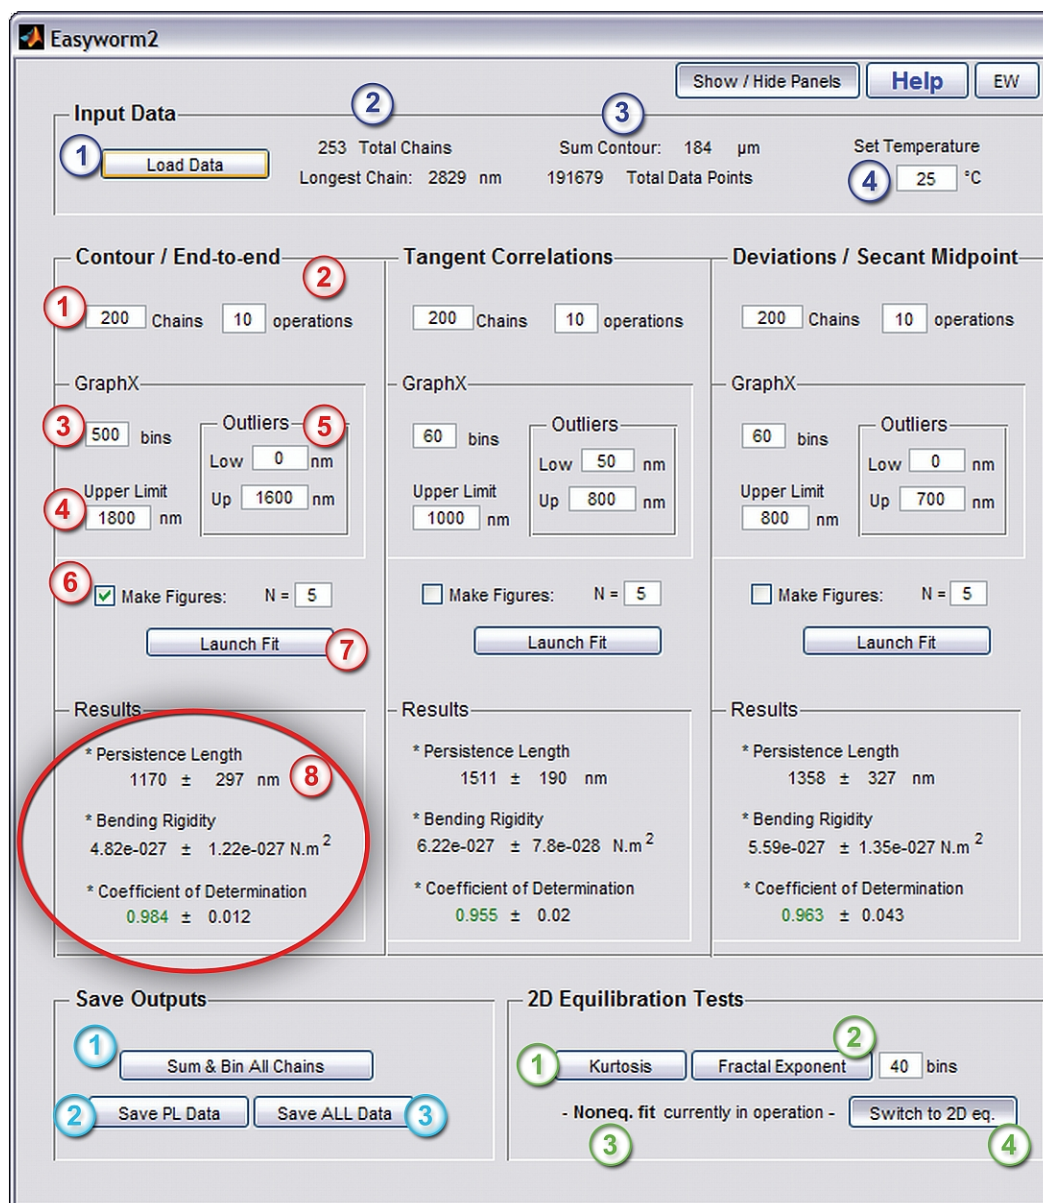 Easyworm2
Show / Hide Panels Help EW
Input Data
1 Load Data
2
253 Total Chains
Longest Chain: 2829 nm
3
Sum Contour: 184 µm
191679 Total Data Points
Set Temperature
4 25 °C
Contour / End-to-end
2
1 200 Chains 10 operations
GraphX
3 500 bins
Upper Limit
4 1800 nm
Outliers 5
Low 0 nm
Up 1600 nm
6 Make Figures: N = 5
Launch Fit 7
Results
* Persistence Length
1170 ± 297 nm 8
* Bending Rigidity
4.82e-027 ± 1.22e-027 N.m 2
* Coefficient of Determination
0.984 ± 0.012
Tangent Correlations
200 Chains 10 operations
GraphX
60 bins
Upper Limit
1000 nm
Outliers
Low 50 nm
Up 800 nm
Make Figures: N = 5
Launch Fit
Results
* Persistence Length
1511 ± 190 nm
* Bending Rigidity
6.22e-027 ± 7.8e-028 N.m 2
* Coefficient of Determination
0.955 ± 0.02
Deviations / Secant Midpoint
200 Chains 10 operations
GraphX
60 bins
Upper Limit
800 nm
Outliers
Low 0 nm
Up 700 nm
Make Figures: N = 5
Launch Fit
Results
* Persistence Length
1358 ± 327 nm
* Bending Rigidity
5.59e-027 ± 1.35e-027 N.m 2
* Coefficient of Determination
0.963 ± 0.043
Save Outputs
1
Sum & Bin All Chains
2 Save PL Data Save ALL Data 3
2D Equilibration Tests
2
1 Kurtosis Fractal Exponent 40 bins
- Noneq. fit currently in operation - Switch to 2D eq.
3 4